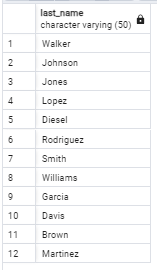 last_name
character varying (50)
1 Walker
2 Johnson
3 Jones
4 Lopez
5 Diesel
6 Rodriguez
7 Smith
8 Williams
9 Garcia
10 Davis
11 Brown
12 Martinez